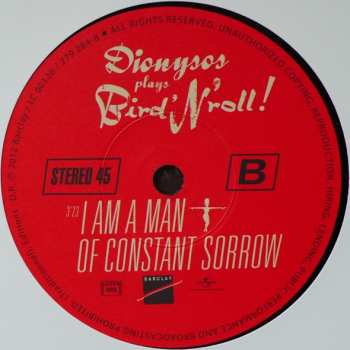 Dionysos
plays
Bird'N'roll!
STEREO 45
B
3'23 I AM A MAN
OF CONSTANT SORROW
BARCLAY
ALL RIGHTS RESERVED. UNAUTHORIZED COPYING, REPRODUCTION, HIRING, LENDING, PUBLIC PERFORMANCE AND BROADCASTING PROHIBITED.